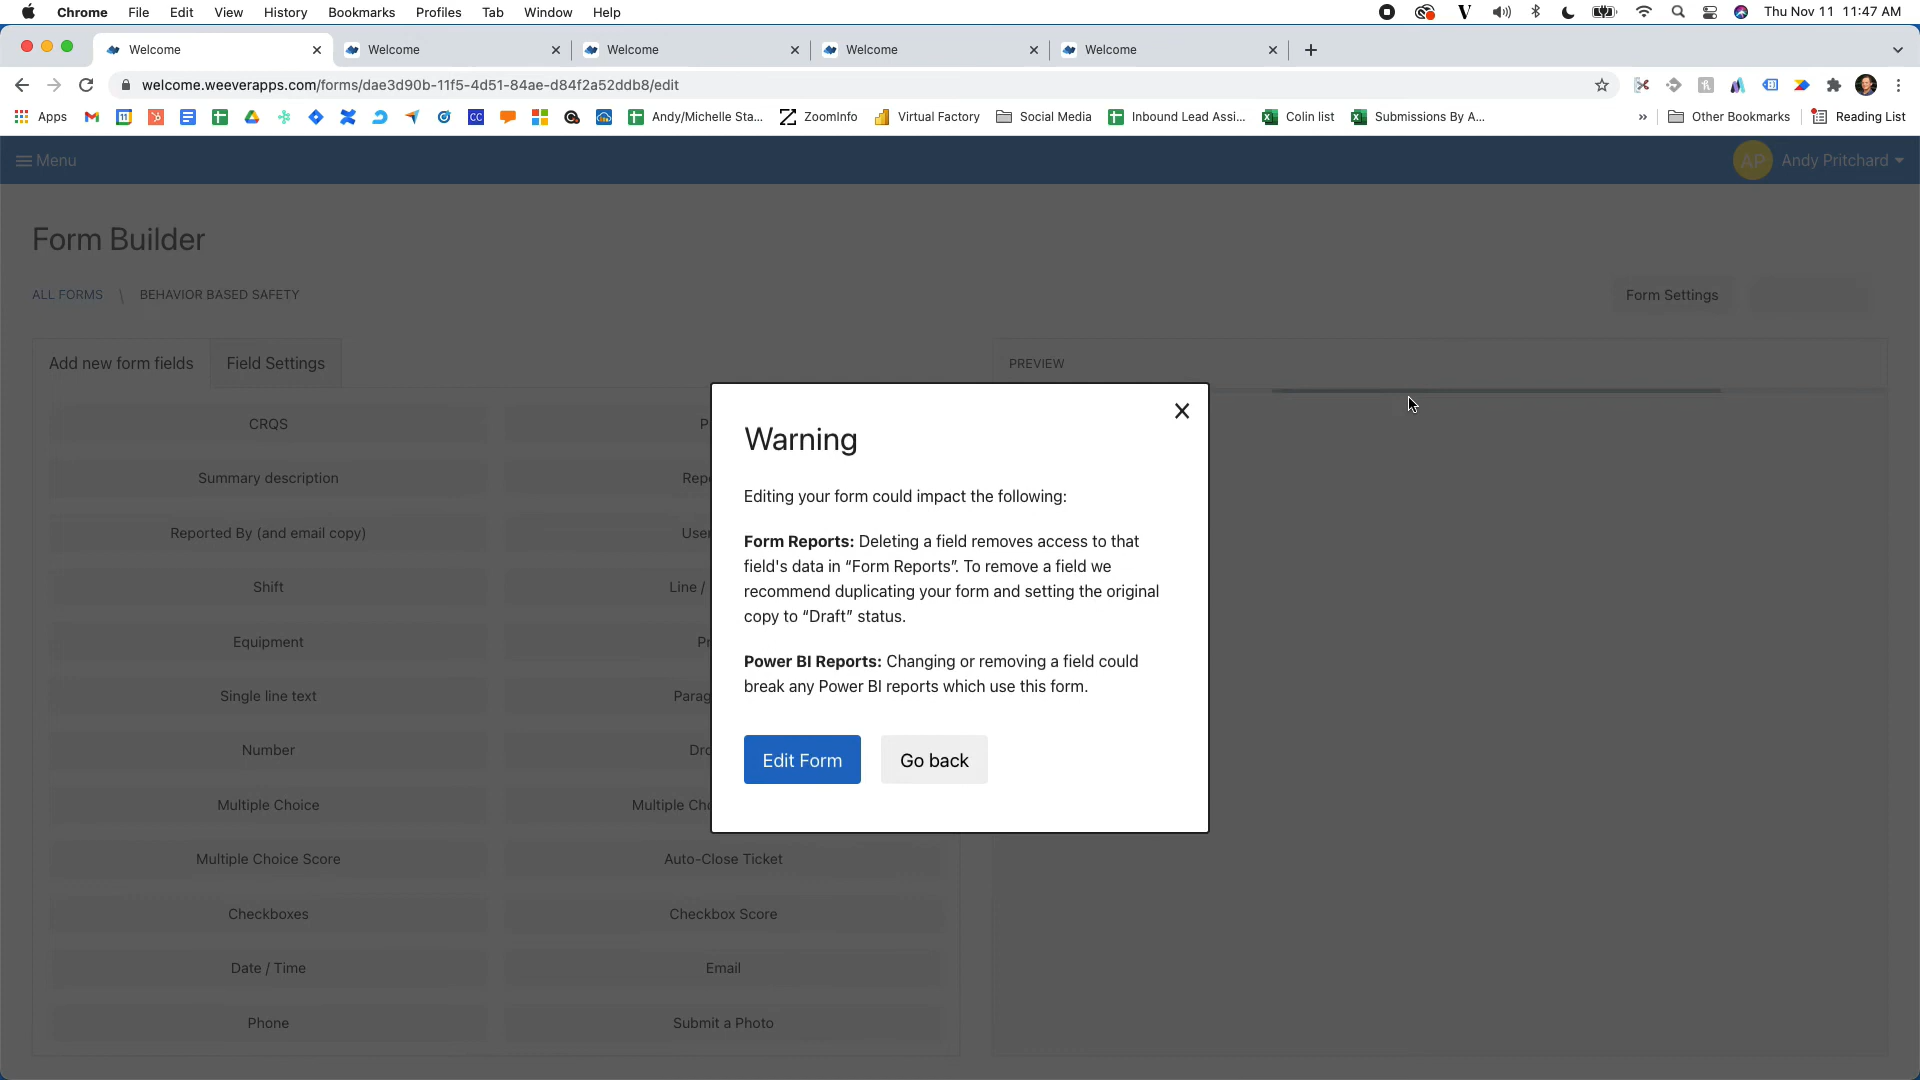 Chrome File Edit View History Bookmarks Profiles Tab Window Help Thu Nov 11 11:47 AM
Welcome Welcome Welcome Welcome Welcome
welcome.weeverapps.com/forms/dae3d90b-11f5-4d51-84ae-d84f2a52ddb8/edit
Apps Andy/Michelle Sta... ZoomInfo Virtual Factory Social Media Inbound Lead Assi... Colin list Submissions By A... » Other Bookmarks Reading List
Menu AP Andy Pritchard
Form Builder
ALL FORMS \ BEHAVIOR BASED SAFETY Form Settings
Add new form fields Field Settings PREVIEW
CRQS
Summary description
Reported By (and email copy)
Shift Line /
Equipment
Single line text
Number
Multiple Choice
Multiple Choice Score Auto-Close Ticket
Checkboxes Checkbox Score
Date / Time Email
Phone Submit a Photo
Warning
Editing your form could impact the following:
Form Reports: Deleting a field removes access to that
field's data in “Form Reports”. To remove a field we
recommend duplicating your form and setting the original
copy to “Draft” status.
Power BI Reports: Changing or removing a field could
break any Power BI reports which use this form.
Edit Form Go back